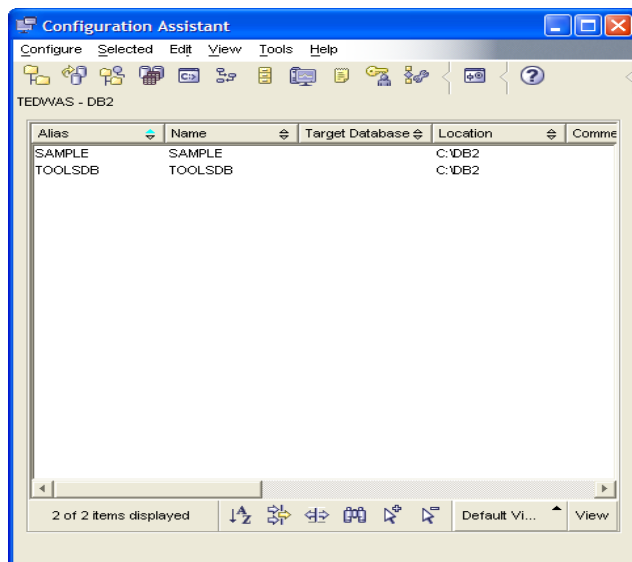 Configuration Assistant
Configure Selected Edit View Tools Help
TEDWAS - DB2
Alias Name Target Database Location Comme
SAMPLE SAMPLE C:\DB2
TOOLSDB TOOLSDB C:\DB2
2 of 2 items displayed Default Vi... View